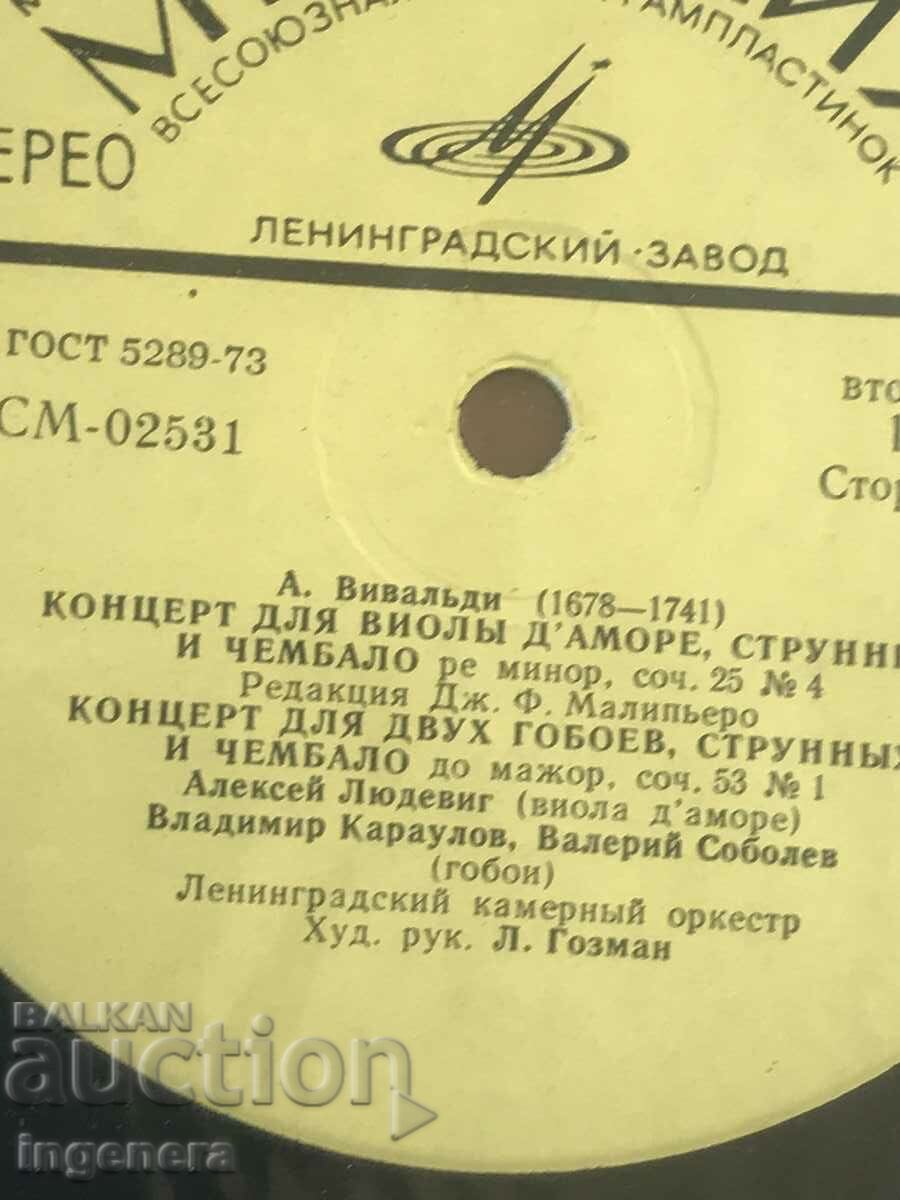 ВСЕСОЮЗНАЯ
ГРАМПЛАСТИНОК
ЕРЕО
ЛЕНИНГРАДСКИЙ · ЗАВОД
ГОСТ 5289-73
СМ-02531
вто
Стор
А. Вивальди (1678—1741)
КОНЦЕРТ ДЛЯ ВИОЛЫ Д'АМОРЕ, СТРУНН
И ЧЕМБАЛО ре минор, соч. 25 № 4
Редакция Дж. Ф. Малипьеро
КОНЦЕРТ ДЛЯ ДВУХ ГОБОЕВ, СТРУННЫХ
И ЧЕМБАЛО до мажор, соч. 53 № 1
Алексей Людевиг (виола д'аморе)
Владимир Караулов, Валерий Соболев
(гобои)
Ленинградский камерный оркестр
Худ. рук. Л. Гозман
BALKAN
auction
ingenera